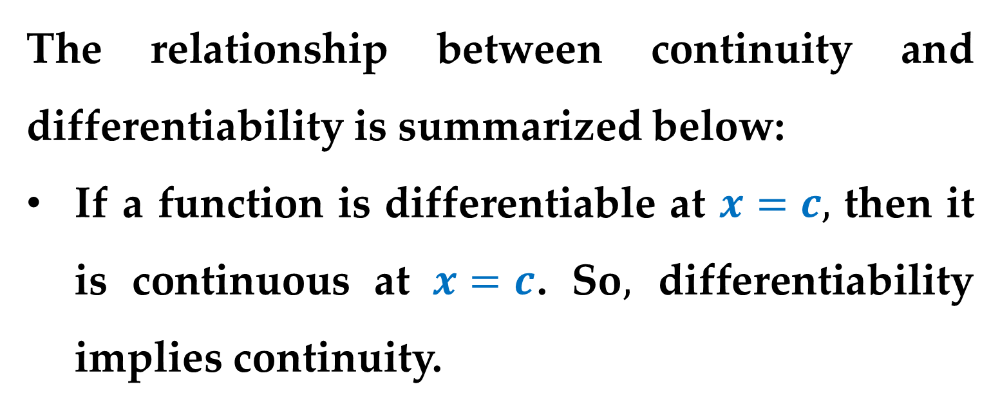 The relationship between continuity and
differentiability is summarized below:
• If a function is differentiable at x = c, then it
is continuous at x = c. So, differentiability
implies continuity.